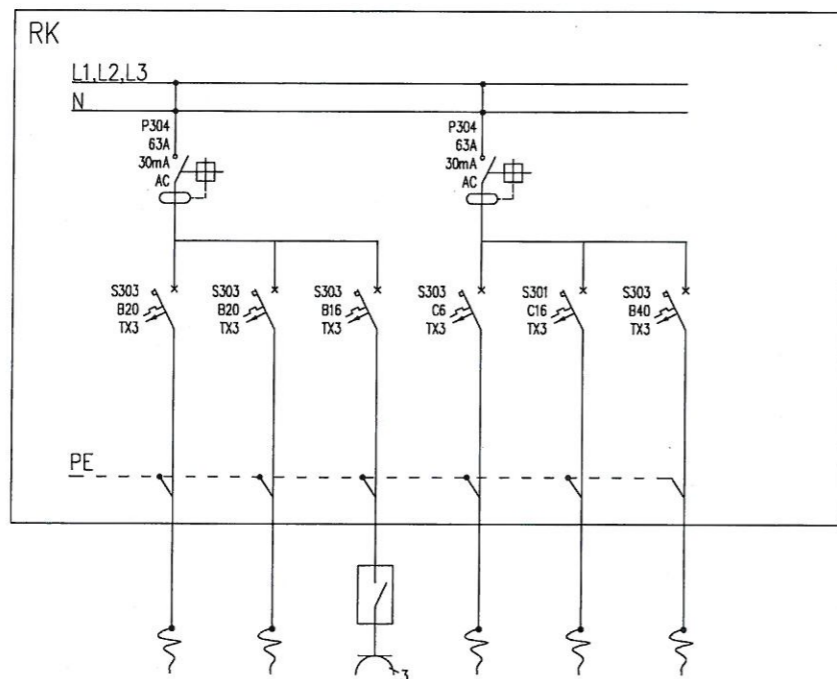 RK
L1,L2,L3
N
P304
63A
30mA
AC
P304
63A
30mA
AC
S303
B20
TX3
S303
B20
TX3
S303
B16
TX3
S303
C6
TX3
S301
C16
TX3
S303
B40
TX3
PE
3